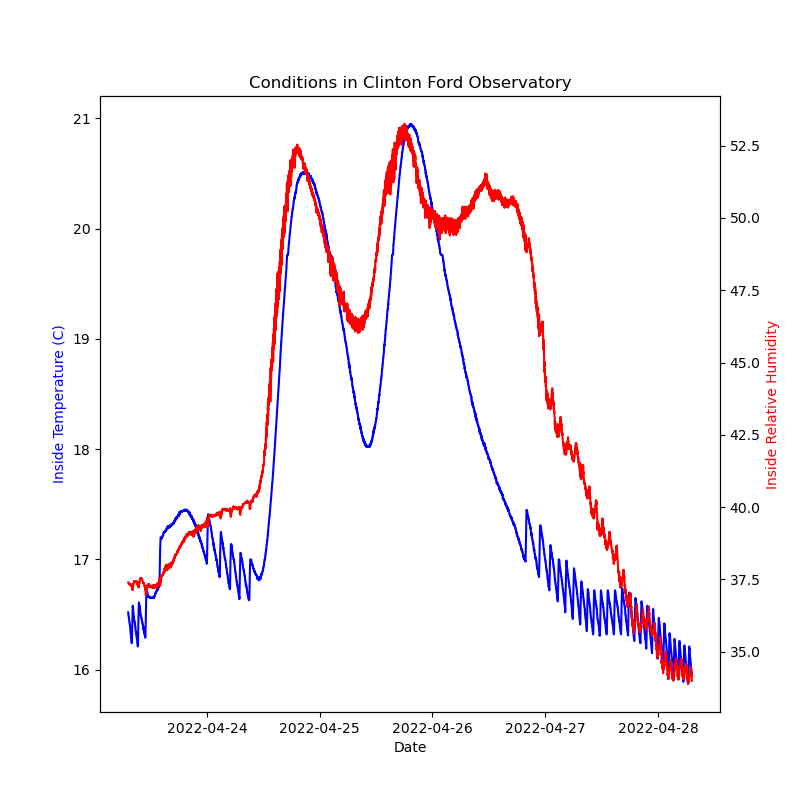 Conditions in Clinton Ford Observatory
Inside Temperature (C)
21
20
19
18
17
16
52.5
50.0
47.5
45.0
42.5
40.0
37.5
35.0
Inside Relative Humidity
2022-04-24 2022-04-25 2022-04-26 2022-04-27 2022-04-28
Date